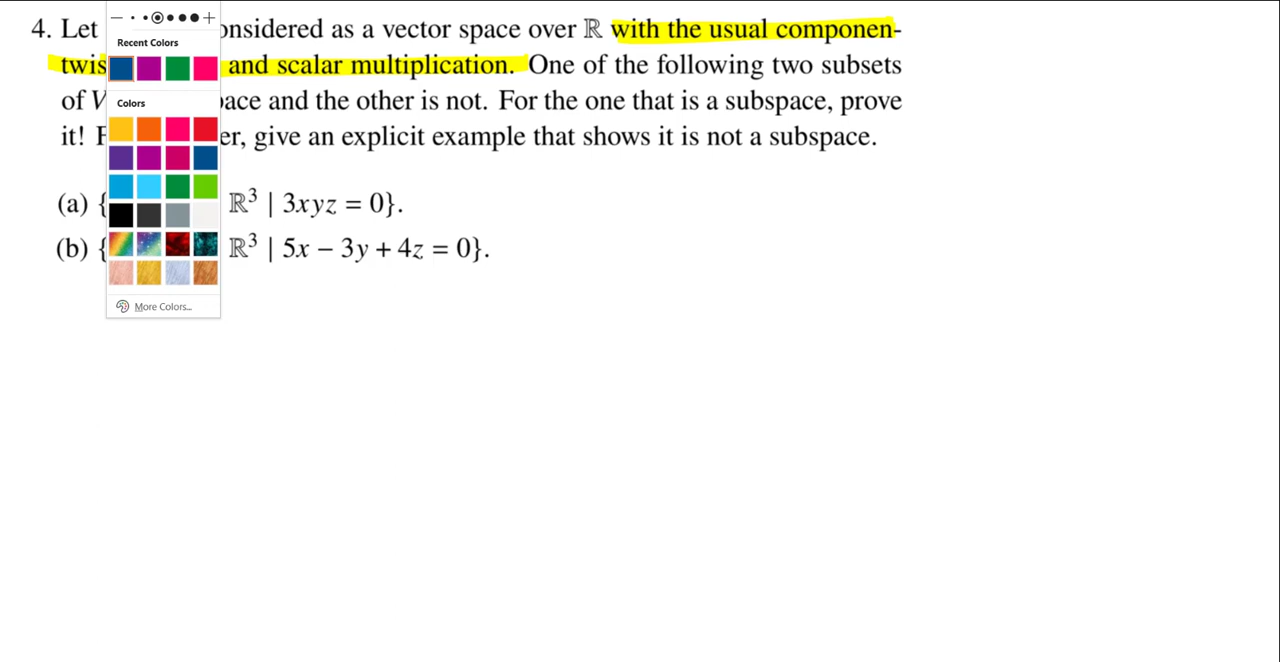 4. Let onsidered as a vector space over ℝ with the usual componen-
twis and scalar multiplication. One of the following two subsets
of V ace and the other is not. For the one that is a subspace, prove
it! F er, give an explicit example that shows it is not a subspace.
(a) { ℝ³ | 3xyz = 0}.
(b) { ℝ³ | 5x − 3y + 4z = 0}.
Recent Colors
Colors
More Colors...